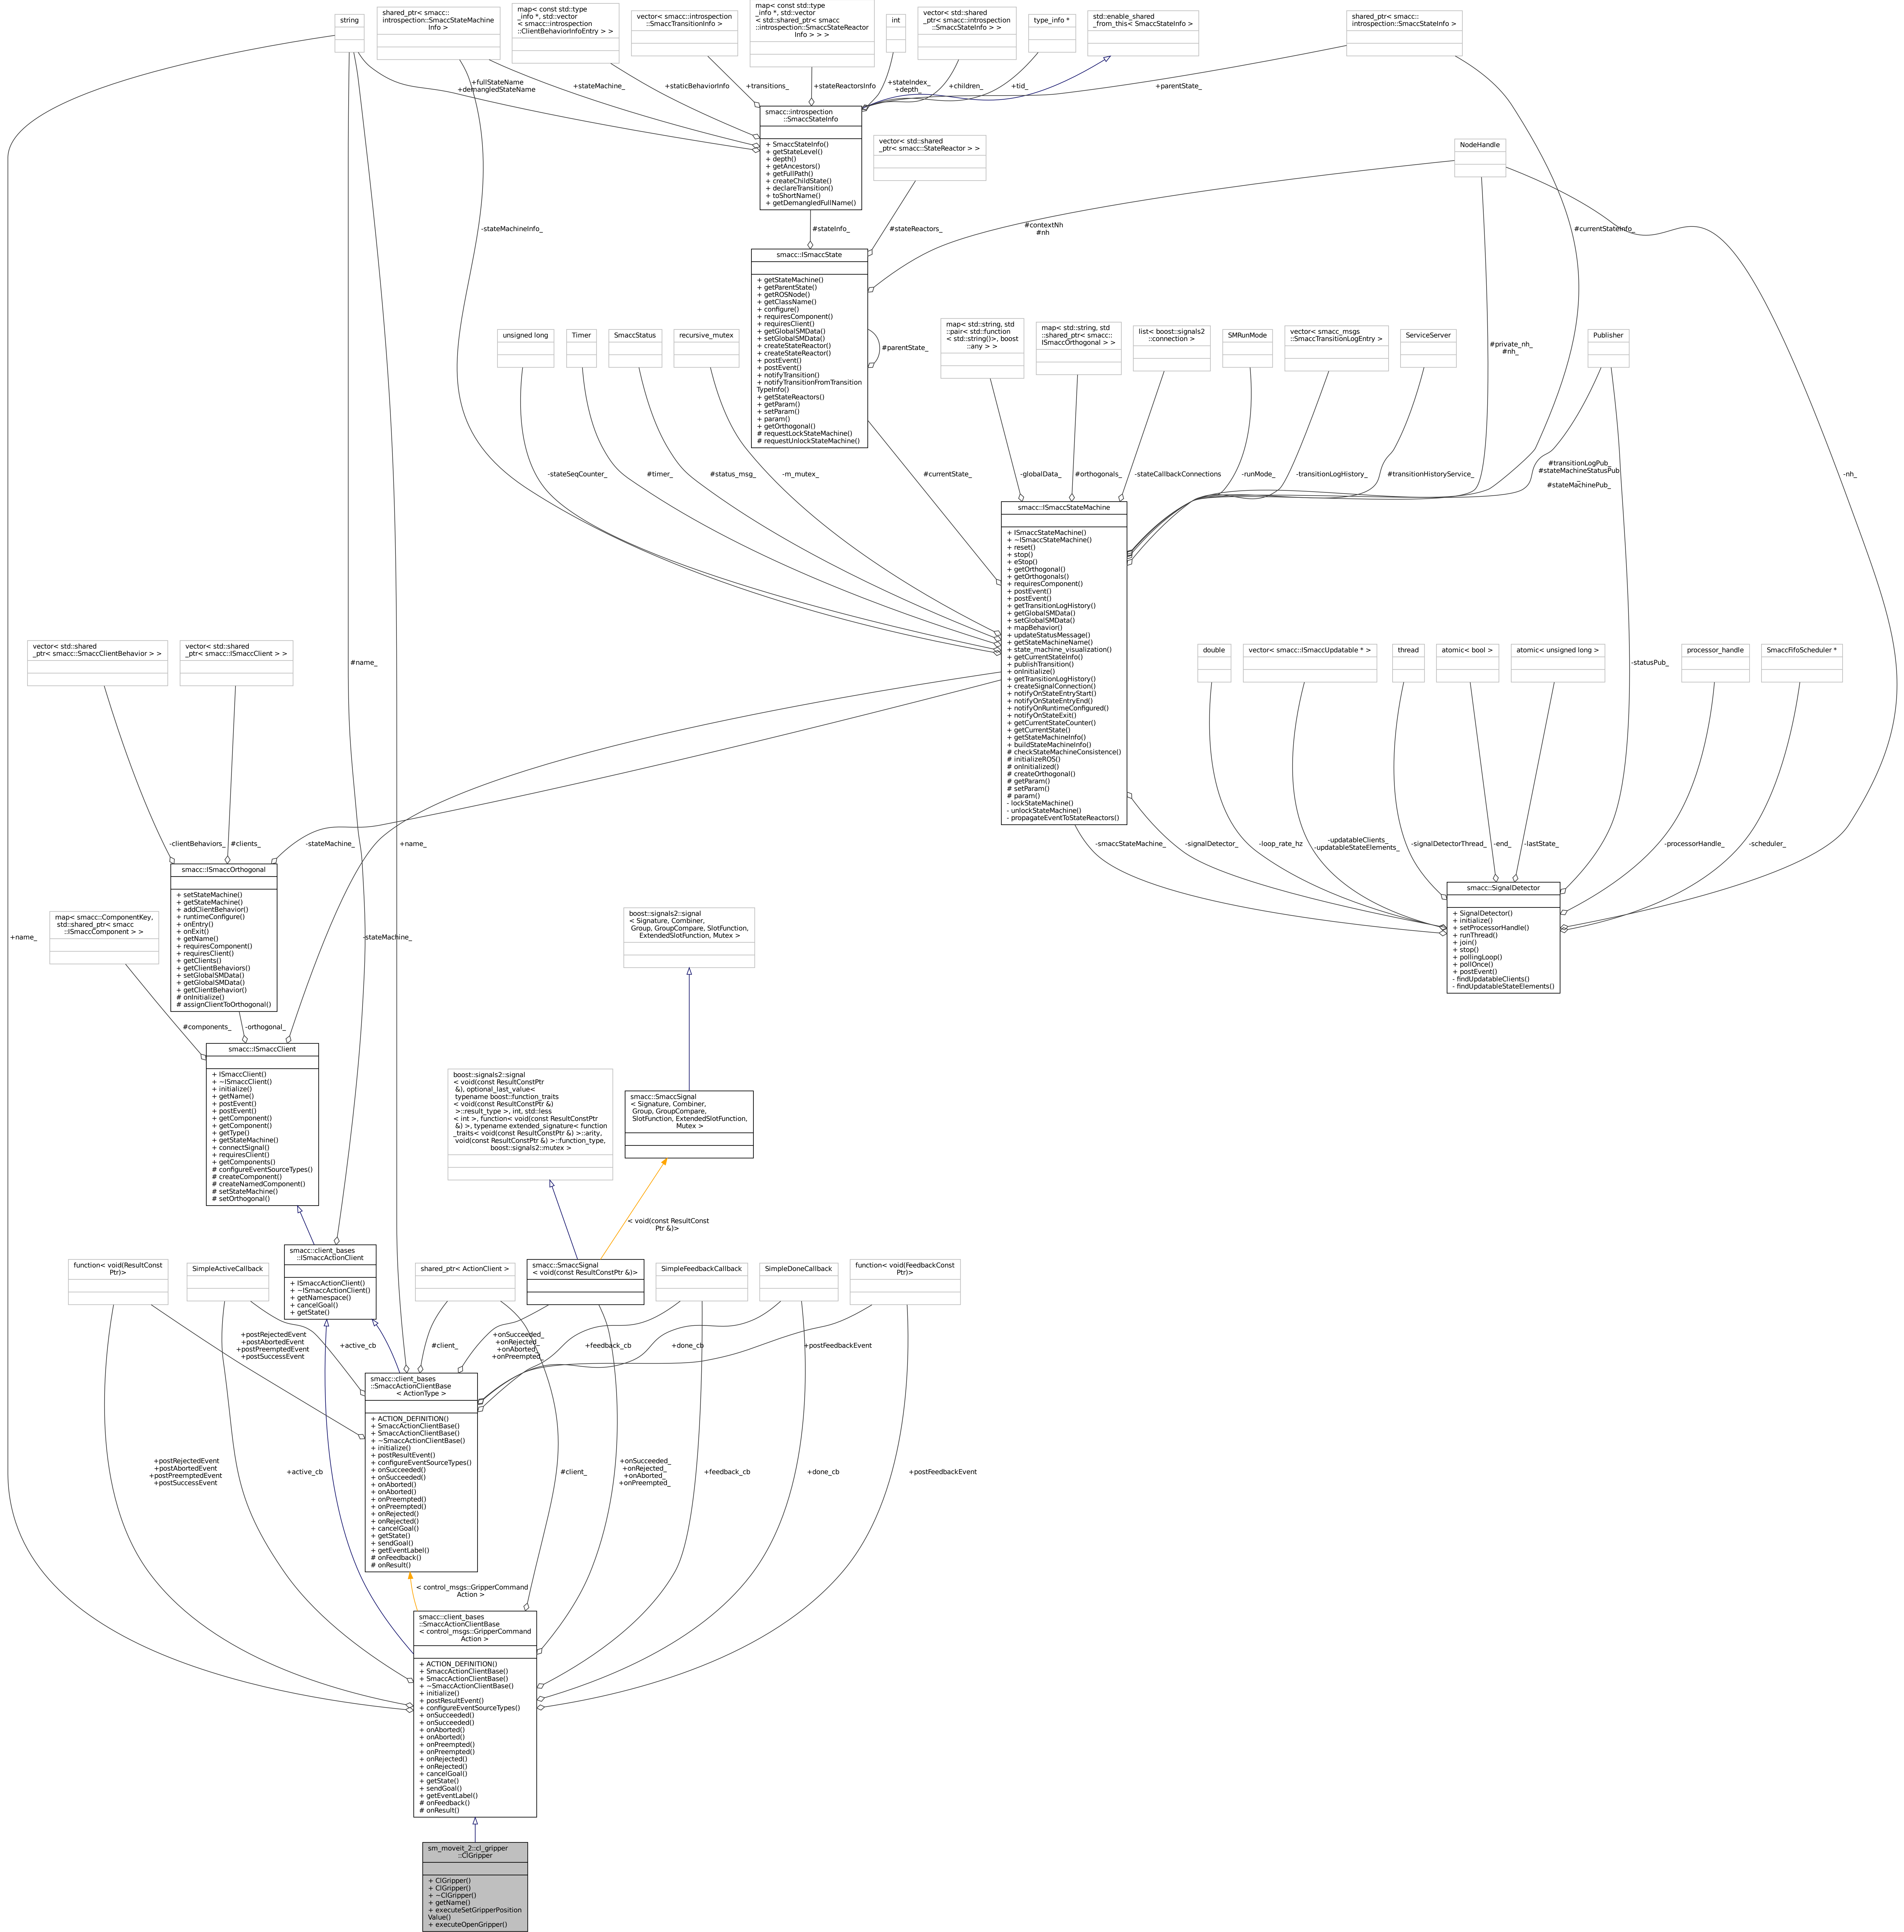 string
shared_ptr< smacc::
introspection::SmaccStateMachine
Info >
map< const std::type
_info *, std::vector
< smacc::introspection
::ClientBehaviorInfoEntry > >
vector< smacc::introspection
::SmaccTransitionInfo >
map< const std::type
_info *, std::vector
< std::shared_ptr< smacc
::introspection::SmaccStateReactor
Info > > >
int
vector< std::shared
_ptr< smacc::introspection
::SmaccStateInfo > >
type_info *
std::enable_shared
_from_this< SmaccStateInfo >
shared_ptr< smacc::
introspection::SmaccStateInfo >
+fullStateName
+demangledStateName
+stateMachine_
+staticBehaviorInfo
+transitions_
+stateReactorsInfo
+stateIndex_
+depth_
+children_
+tid_
+parentState_
smacc::introspection
::SmaccStateInfo
+ SmaccStateInfo()
+ getStateLevel()
+ depth()
+ getAncestors()
+ getFullPath()
+ createChildState()
+ declareTransition()
+ toShortName()
+ getDemangledFullName()
vector< std::shared
_ptr< smacc::StateReactor > >
NodeHandle
-stateMachineInfo_
#stateInfo_
#stateReactors_
#contextNh
#nh
#currentStateInfo_
smacc::ISmaccState
+ getStateMachine()
+ getParentState()
+ getROSNode()
+ getClassName()
+ configure()
+ requiresComponent()
+ requiresClient()
+ getGlobalSMData()
+ setGlobalSMData()
+ createStateReactor()
+ createStateReactor()
+ postEvent()
+ postEvent()
+ notifyTransition()
+ notifyTransitionFromTransition
TypeInfo()
+ getStateReactors()
+ getParam()
+ setParam()
+ param()
+ getOrthogonal()
# requestLockStateMachine()
# requestUnlockStateMachine()
#parentState_
unsigned long
Timer
SmaccStatus
recursive_mutex
map< std::string, std
::pair< std::function
< std::string()>, boost
::any > >
map< std::string, std
::shared_ptr< smacc::
ISmaccOrthogonal > >
list< boost::signals2
::connection >
SMRunMode
vector< smacc_msgs
::SmaccTransitionLogEntry >
ServiceServer
#private_nh_
#nh_
Publisher
-stateSeqCounter_
#timer_
#status_msg_
-m_mutex_
#currentState_
-globalData_
#orthogonals_
-stateCallbackConnections
-runMode_
-transitionLogHistory_
#transitionHistoryService_
#transitionLogPub_
#stateMachineStatusPub
_
#stateMachinePub_
-nh_
smacc::ISmaccStateMachine
+ ISmaccStateMachine()
+ ~ISmaccStateMachine()
+ reset()
+ stop()
+ eStop()
+ getOrthogonal()
+ getOrthogonals()
+ requiresComponent()
+ postEvent()
+ postEvent()
+ getTransitionLogHistory()
+ getGlobalSMData()
+ setGlobalSMData()
+ mapBehavior()
+ updateStatusMessage()
+ getStateMachineName()
+ state_machine_visualization()
+ getCurrentStateInfo()
+ publishTransition()
+ onInitialize()
+ getTransitionLogHistory()
+ createSignalConnection()
+ notifyOnStateEntryStart()
+ notifyOnStateEntryEnd()
+ notifyOnRuntimeConfigured()
+ notifyOnStateExit()
+ getCurrentStateCounter()
+ getCurrentState()
+ getStateMachineInfo()
+ buildStateMachineInfo()
# checkStateMachineConsistence()
# initializeROS()
# onInitialized()
# createOrthogonal()
# getParam()
# setParam()
# param()
- lockStateMachine()
- unlockStateMachine()
- propagateEventToStateReactors()
vector< std::shared
_ptr< smacc::SmaccClientBehavior > >
vector< std::shared
_ptr< smacc::ISmaccClient > >
#name_
double
vector< smacc::ISmaccUpdatable * >
thread
atomic< bool >
atomic< unsigned long >
-statusPub_
processor_handle
SmaccFifoScheduler *
-clientBehaviors_
#clients_
-stateMachine_
+name_
-smaccStateMachine_
-signalDetector_
-loop_rate_hz
-updatableClients_
-updatableStateElements_
-signalDetectorThread_
-end_
-lastState_
-processorHandle_
-scheduler_
smacc::ISmaccOrthogonal
+ setStateMachine()
+ getStateMachine()
+ addClientBehavior()
+ runtimeConfigure()
+ onEntry()
+ onExit()
+ getName()
+ requiresComponent()
+ requiresClient()
+ getClients()
+ getClientBehaviors()
+ setGlobalSMData()
+ getGlobalSMData()
+ getClientBehavior()
# onInitialize()
# assignClientToOrthogonal()
smacc::SignalDetector
+ SignalDetector()
+ initialize()
+ setProcessorHandle()
+ runThread()
+ join()
+ stop()
+ pollingLoop()
+ pollOnce()
+ postEvent()
- findUpdatableClients()
- findUpdatableStateElements()
map< smacc::ComponentKey,
std::shared_ptr< smacc
::ISmaccComponent > >
+name_
-stateMachine_
boost::signals2::signal
< Signature, Combiner,
Group, GroupCompare, SlotFunction,
ExtendedSlotFunction, Mutex >
#components_
-orthogonal_
smacc::ISmaccClient
+ ISmaccClient()
+ ~ISmaccClient()
+ initialize()
+ getName()
+ postEvent()
+ postEvent()
+ getComponent()
+ getComponent()
+ getType()
+ getStateMachine()
+ connectSignal()
+ requiresClient()
+ getComponents()
# configureEventSourceTypes()
# createComponent()
# createNamedComponent()
# setStateMachine()
# setOrthogonal()
boost::signals2::signal
< void(const ResultConstPtr
&), optional_last_value<
typename boost::function_traits
< void(const ResultConstPtr &)
>::result_type >, int, std::less
< int >, function< void(const ResultConstPtr
&) >, typename extended_signature< function
_traits< void(const ResultConstPtr &) >::arity,
void(const ResultConstPtr &) >::function_type,
boost::signals2::mutex >
smacc::SmaccSignal
< Signature, Combiner,
Group, GroupCompare,
SlotFunction, ExtendedSlotFunction,
Mutex >
< void(const ResultConst
Ptr &)>
function< void(ResultConst
Ptr)>
SimpleActiveCallback
smacc::client_bases
::ISmaccActionClient
+ ISmaccActionClient()
+ ~ISmaccActionClient()
+ getNamespace()
+ cancelGoal()
+ getState()
shared_ptr< ActionClient >
smacc::SmaccSignal
< void(const ResultConstPtr &)>
SimpleFeedbackCallback
SimpleDoneCallback
function< void(FeedbackConst
Ptr)>
+postRejectedEvent
+postAbortedEvent
+postPreemptedEvent
+postSuccessEvent
+active_cb
#client_
+onSucceeded_
+onRejected_
+onAborted_
+onPreempted_
+feedback_cb
+done_cb
+postFeedbackEvent
smacc::client_bases
::SmaccActionClientBase
< ActionType >
+ ACTION_DEFINITION()
+ SmaccActionClientBase()
+ SmaccActionClientBase()
+ ~SmaccActionClientBase()
+ initialize()
+ postResultEvent()
+ configureEventSourceTypes()
+ onSucceeded()
+ onSucceeded()
+ onAborted()
+ onAborted()
+ onPreempted()
+ onPreempted()
+ onRejected()
+ onRejected()
+ cancelGoal()
+ getState()
+ sendGoal()
+ getEventLabel()
# onFeedback()
# onResult()
+postRejectedEvent
+postAbortedEvent
+postPreemptedEvent
+postSuccessEvent
+active_cb
#client_
+onSucceeded_
+onRejected_
+onAborted_
+onPreempted_
+feedback_cb
+done_cb
+postFeedbackEvent
< control_msgs::GripperCommand
Action >
smacc::client_bases
::SmaccActionClientBase
< control_msgs::GripperCommand
Action >
+ ACTION_DEFINITION()
+ SmaccActionClientBase()
+ SmaccActionClientBase()
+ ~SmaccActionClientBase()
+ initialize()
+ postResultEvent()
+ configureEventSourceTypes()
+ onSucceeded()
+ onSucceeded()
+ onAborted()
+ onAborted()
+ onPreempted()
+ onPreempted()
+ onRejected()
+ onRejected()
+ cancelGoal()
+ getState()
+ sendGoal()
+ getEventLabel()
# onFeedback()
# onResult()
sm_moveit_2::cl_gripper
::ClGripper
+ ClGripper()
+ ClGripper()
+ ~ClGripper()
+ getName()
+ executeSetGripperPosition
Value()
+ executeOpenGripper()